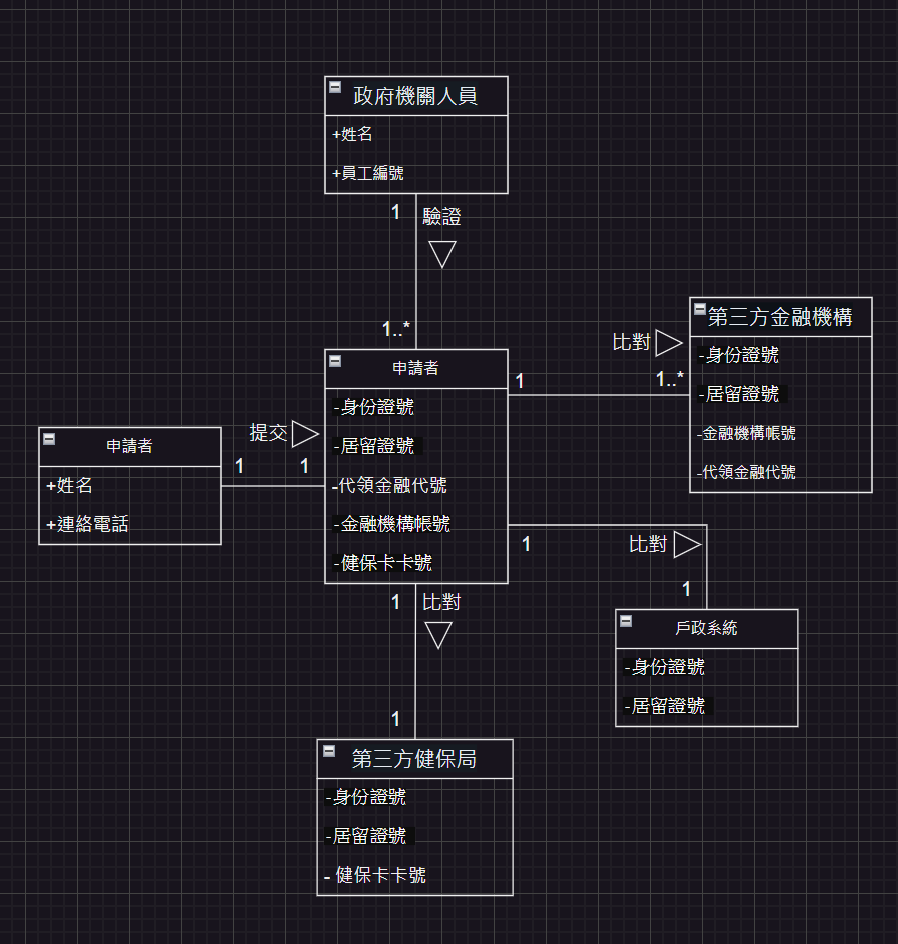 政府機關人員
+姓名
+員工編號
1
驗證
1..*
第三方金融機構
-身份證號
-居留證號
-金融機構帳號
-代領金融代號
比對
1..*
1
申請者
-身份證號
-居留證號
-代領金融代號
-金融機構帳號
-健保卡卡號
提交
1
1
申請者
+姓名
+連絡電話
1
比對
1
戶政系統
-身份證號
-居留證號
1
比對
1
第三方健保局
-身份證號
-居留證號
- 健保卡卡號